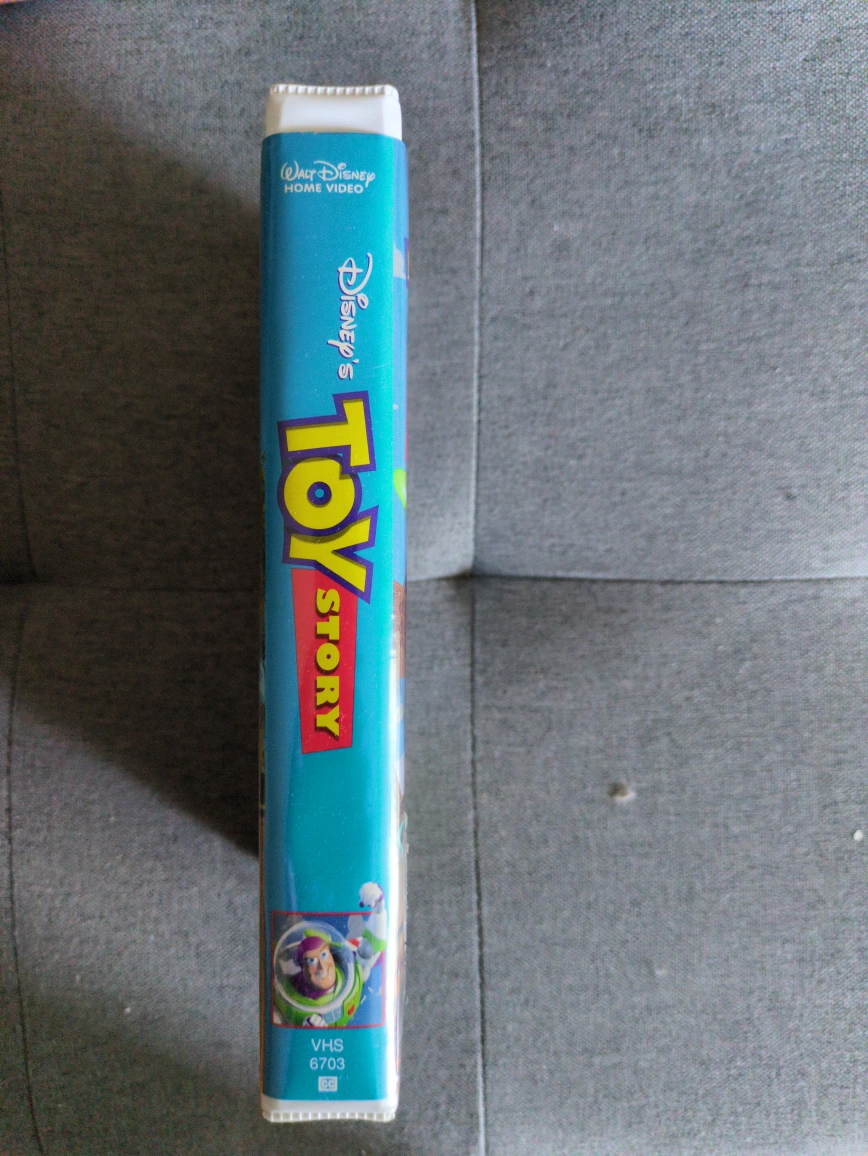 Walt Disney
HOME VIDEO
Disney's
TOY
STORY
VHS
6703
CC